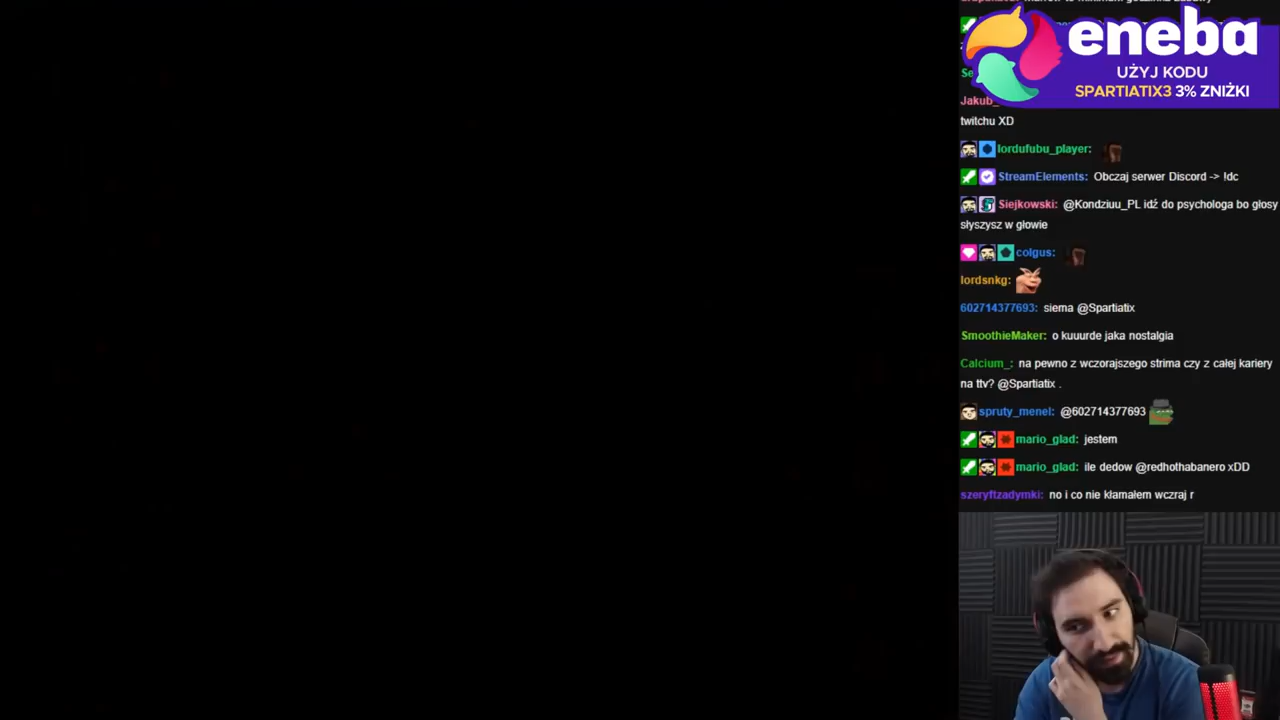 eneba
UŻYJ KODU
SPARTIATIX3 3% ZNIŻKI
Se
Jakub_
twitchu XD
lordufubu_player:
StreamElements: Obczaj serwer Discord -> !dc
Siejkowski: @Kondziuu_PL idź do psychologa bo głosy
słyszysz w głowie
colgus:
lordsnkg:
602714377693: siema @Spartiatix
SmoothieMaker: o kuuurde jaka nostalgia
Calcium_: na pewno z wczorajszego strima czy z całej kariery
na ttv? @Spartiatix .
spruty_menel: @602714377693
mario_glad: jestem
mario_glad: ile dedow @redhothabanero xDD
szeryftzadymki: no i co nie kłamałem wczraj r